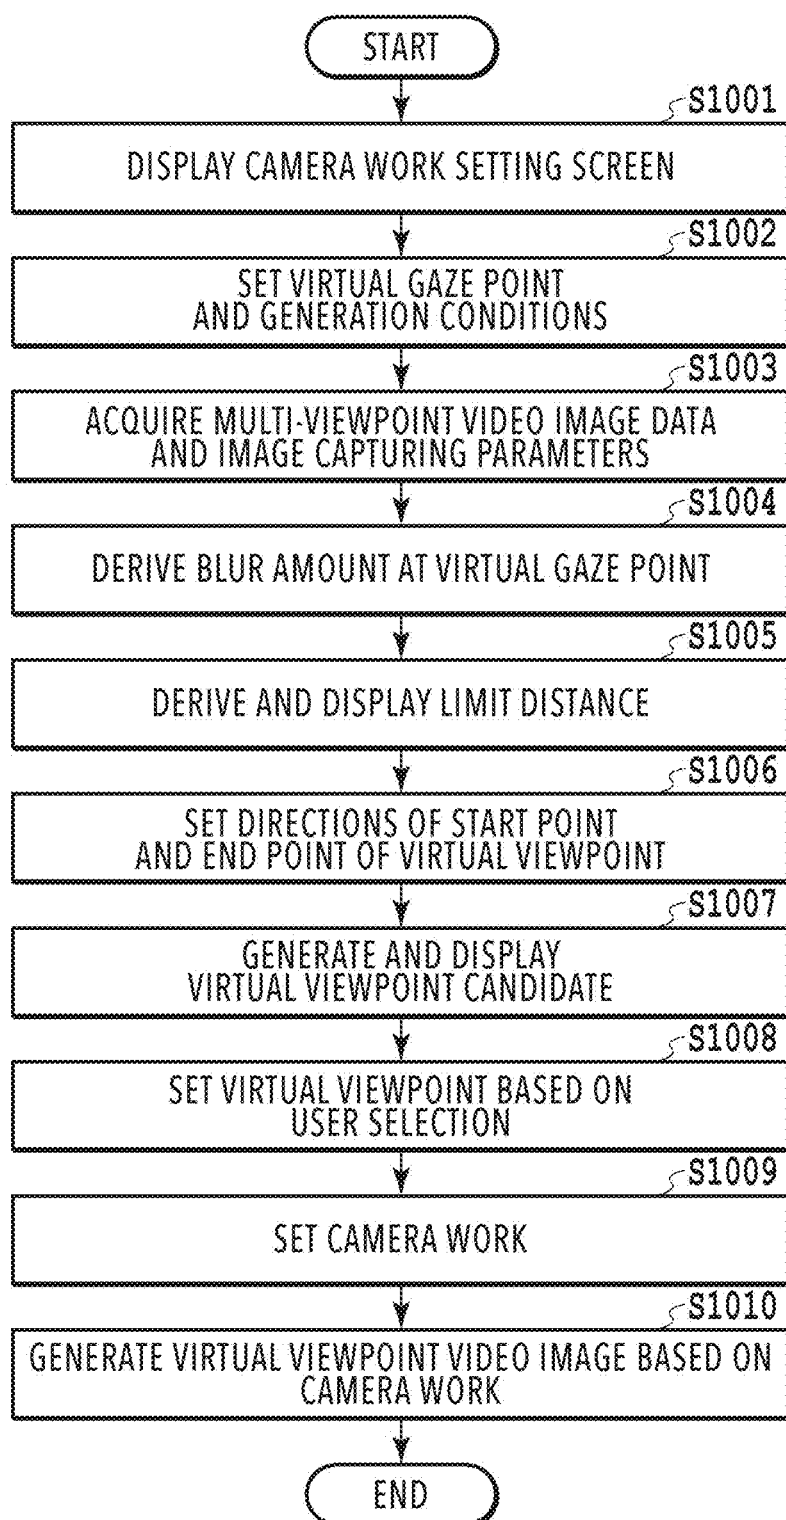 START
S1001
DISPLAY CAMERA WORK SETTING SCREEN
S1002
SET VIRTUAL GAZE POINT
AND GENERATION CONDITIONS
S1003
ACQUIRE MULTI-VIEWPOINT VIDEO IMAGE DATA
AND IMAGE CAPTURING PARAMETERS
S1004
DERIVE BLUR AMOUNT AT VIRTUAL GAZE POINT
S1005
DERIVE AND DISPLAY LIMIT DISTANCE
S1006
SET DIRECTIONS OF START POINT
AND END POINT OF VIRTUAL VIEWPOINT
S1007
GENERATE AND DISPLAY
VIRTUAL VIEWPOINT CANDIDATE
S1008
SET VIRTUAL VIEWPOINT BASED ON
USER SELECTION
S1009
SET CAMERA WORK
S1010
GENERATE VIRTUAL VIEWPOINT VIDEO IMAGE BASED ON
CAMERA WORK
END